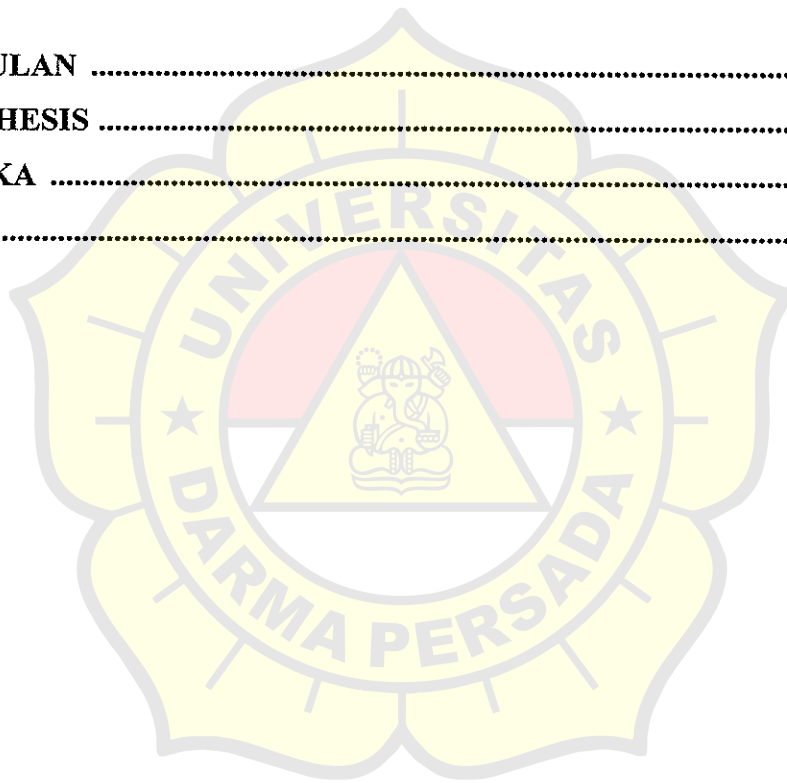 ULAN ................................................................................
HESIS ................................................................................
KA ................................................................................
................................................................................
UNIVERSITAS
DARMA PERSADA